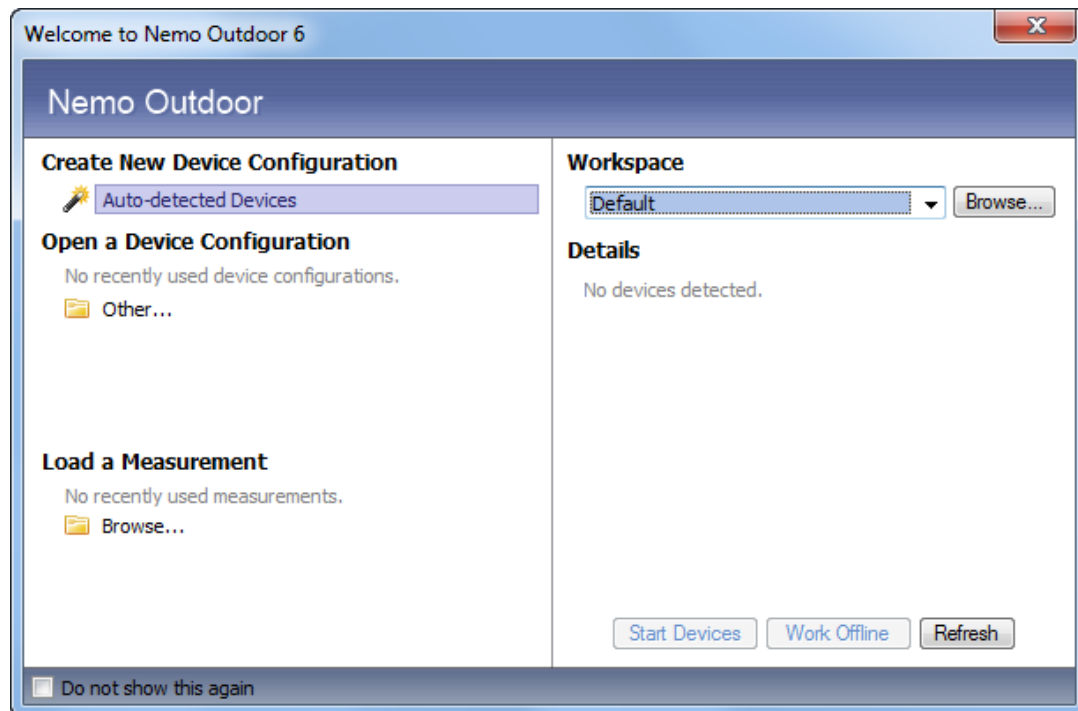 Welcome to Nemo Outdoor 6
Nemo Outdoor
Create New Device Configuration
Auto-detected Devices
Open a Device Configuration
No recently used device configurations.
Other...
Load a Measurement
No recently used measurements.
Browse...
Workspace
Default
Browse...
Details
No devices detected.
Start Devices
Work Offline
Refresh
Do not show this again